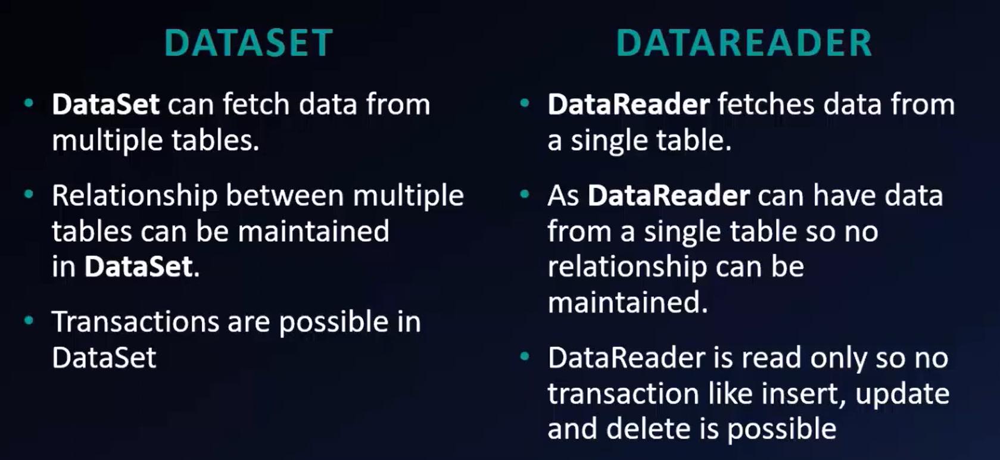 DATASET
• DataSet can fetch data from
multiple tables.
• Relationship between multiple
tables can be maintained
in DataSet.
• Transactions are possible in
DataSet
DATAREADER
• DataReader fetches data from
a single table.
• As DataReader can have data
from a single table so no
relationship can be
maintained.
• DataReader is read only so no
transaction like insert, update
and delete is possible